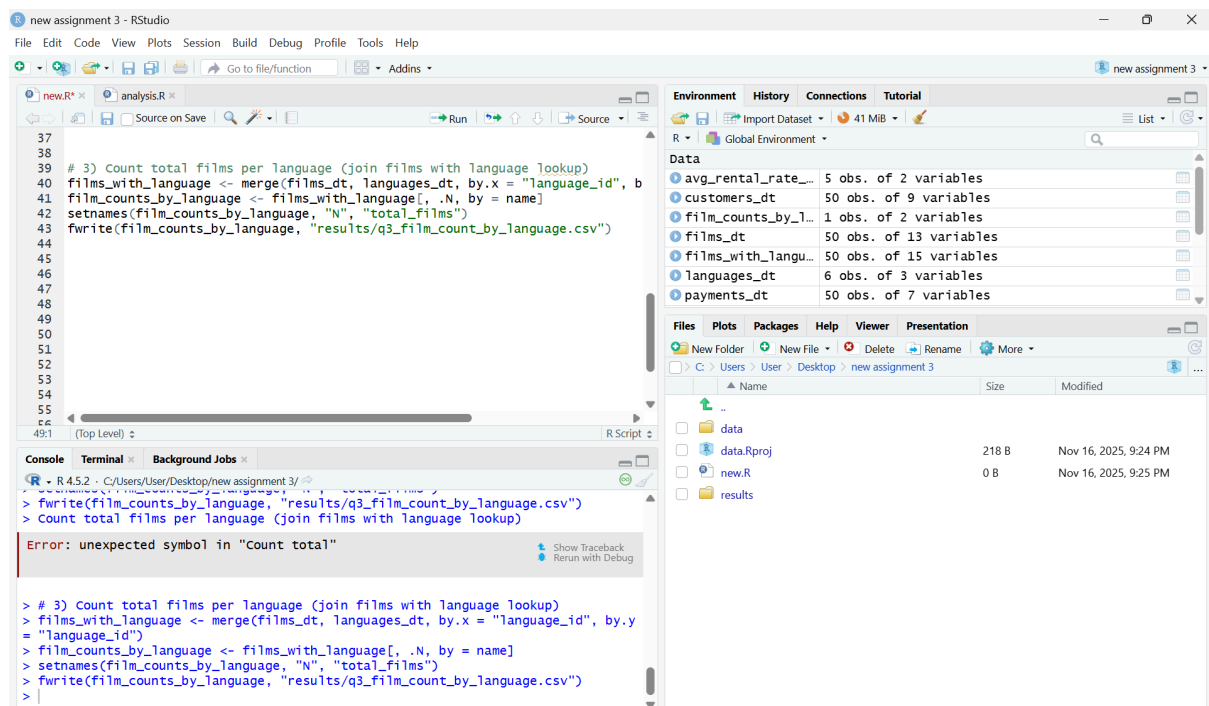 new assignment 3 - RStudio
File Edit Code View Plots Session Build Debug Profile Tools Help
Go to file/function Addins new assignment 3
new.R* analysis.R
Source on Save Run Source
37
38
39 # 3) Count total films per language (join films with language lookup)
40 films_with_language <- merge(films_dt, languages_dt, by.x = "language_id", b
41 film_counts_by_language <- films_with_language[, .N, by = name]
42 setnames(film_counts_by_language, "N", "total_films")
43 fwrite(film_counts_by_language, "results/q3_film_count_by_language.csv")
44
45
46
47
48
49
50
51
52
53
54
55
56
49:1 (Top Level) R Script
Console Terminal Background Jobs
R 4.5.2 · C:/Users/User/Desktop/new assignment 3/
> setnames(film_counts_by_language, "N", "total_films")
> fwrite(film_counts_by_language, "results/q3_film_count_by_language.csv")
> Count total films per language (join films with language lookup)
Error: unexpected symbol in "Count total"
Show Traceback
Rerun with Debug
> # 3) Count total films per language (join films with language lookup)
> films_with_language <- merge(films_dt, languages_dt, by.x = "language_id", by.y
= "language_id")
> film_counts_by_language <- films_with_language[, .N, by = name]
> setnames(film_counts_by_language, "N", "total_films")
> fwrite(film_counts_by_language, "results/q3_film_count_by_language.csv")
>
Environment History Connections Tutorial
Import Dataset 41 MiB List
R Global Environment
Data
avg_rental_rate_… 5 obs. of 2 variables
customers_dt 50 obs. of 9 variables
film_counts_by_l… 1 obs. of 2 variables
films_dt 50 obs. of 13 variables
films_with_langu… 50 obs. of 15 variables
languages_dt 6 obs. of 3 variables
payments_dt 50 obs. of 7 variables
Files Plots Packages Help Viewer Presentation
New Folder New File Delete Rename More
C: > Users > User > Desktop > new assignment 3 ...
Name Size Modified
..
data
data.Rproj 218 B Nov 16, 2025, 9:24 PM
new.R 0 B Nov 16, 2025, 9:25 PM
results